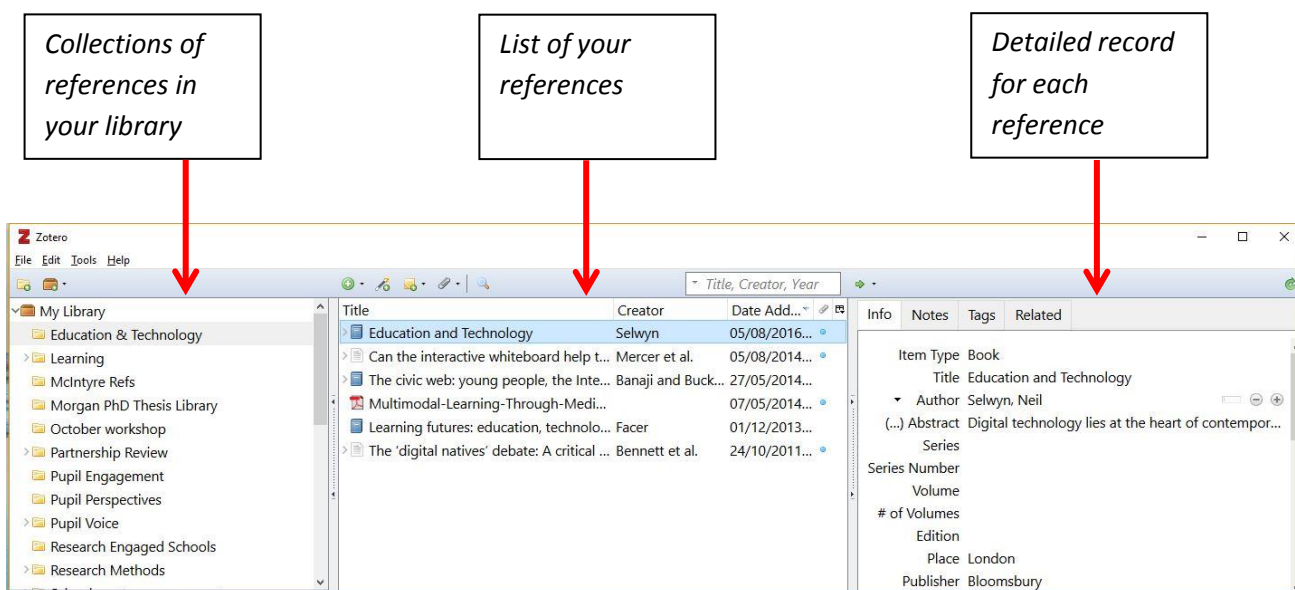 Collections of
references in
your library
List of your
references
Detailed record
for each
reference
Zotero
File Edit Tools Help
Title, Creator, Year
My Library
Education & Technology
Learning
McIntyre Refs
Morgan PhD Thesis Library
October workshop
Partnership Review
Pupil Engagement
Pupil Perspectives
Pupil Voice
Research Engaged Schools
Research Methods
Title Creator Date Add...
Education and Technology Selwyn 05/08/2016...
Can the interactive whiteboard help t... Mercer et al. 05/08/2014...
The civic web: young people, the Inte... Banaji and Buck... 27/05/2014...
Multimodal-Learning-Through-Medi... 07/05/2014...
Learning futures: education, technolo... Facer 01/12/2013...
The 'digital natives' debate: A critical ... Bennett et al. 24/10/2011...
Info Notes Tags Related
Item Type Book
Title Education and Technology
Author Selwyn, Neil
(...) Abstract Digital technology lies at the heart of contempor...
Series
Series Number
Volume
# of Volumes
Edition
Place London
Publisher Bloomsbury